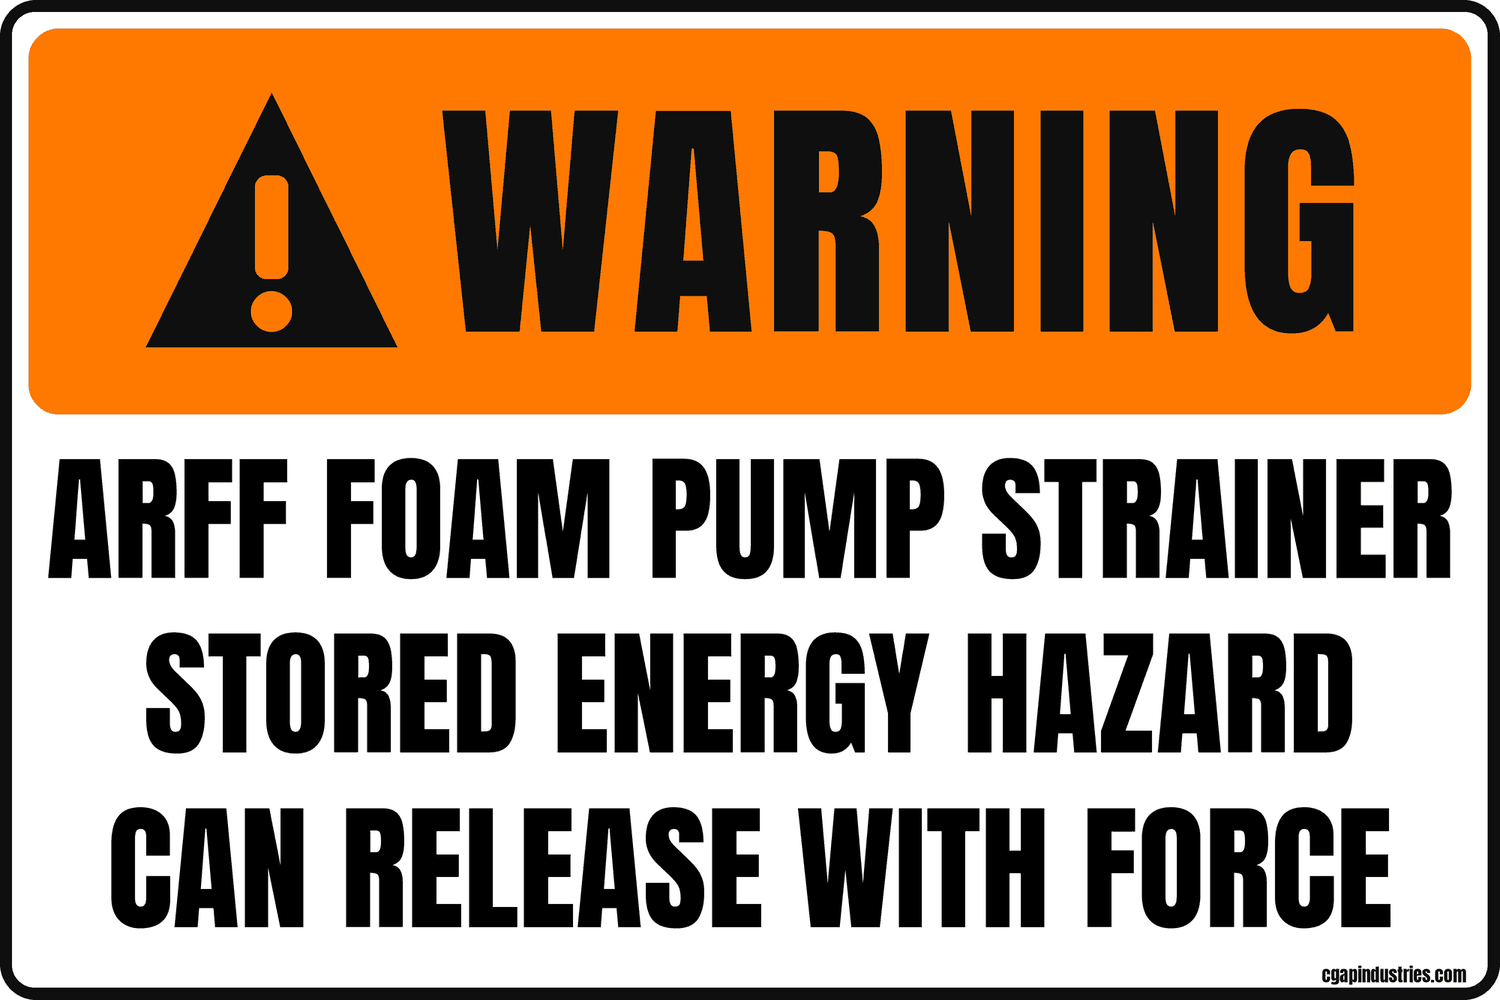 WARNING
ARFF FOAM PUMP STRAINER
STORED ENERGY HAZARD
CAN RELEASE WITH FORCE
cgapindustries.com